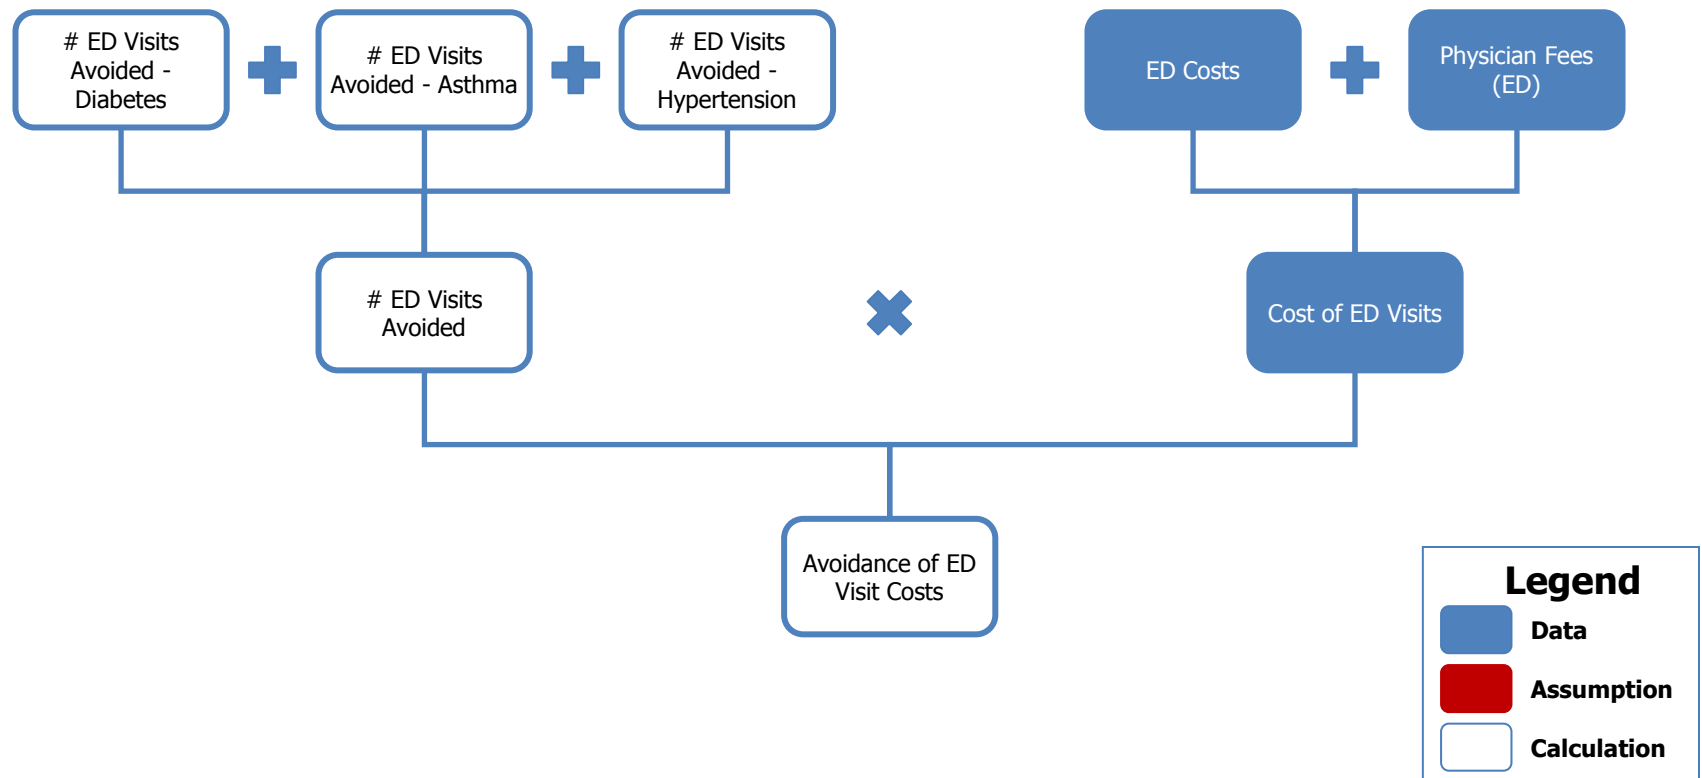 # ED Visits
Avoided -
Diabetes
# ED Visits
Avoided - Asthma
# ED Visits
Avoided -
Hypertension
ED Costs
Physician Fees
(ED)
# ED Visits
Avoided
Cost of ED Visits
Avoidance of ED
Visit Costs
Legend
Data
Assumption
Calculation